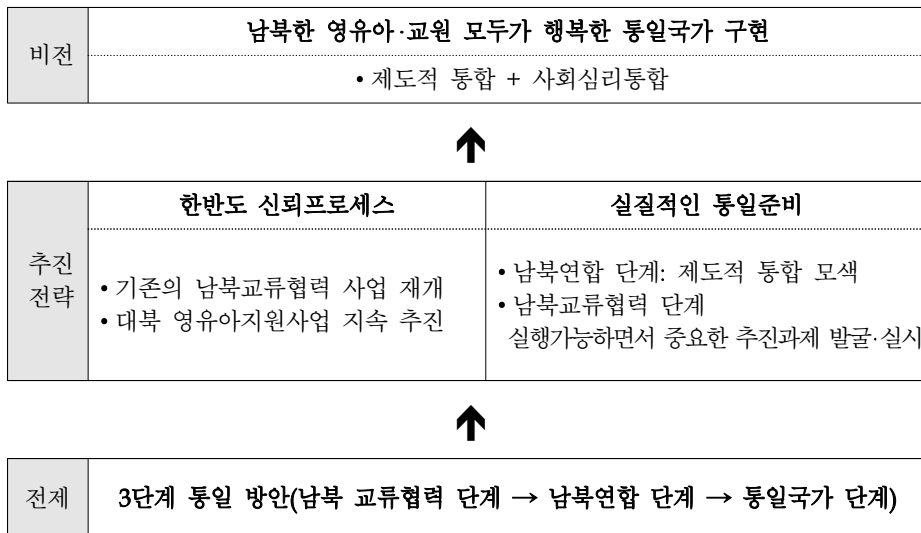 비전
남북한 영유아·교원 모두가 행복한 통일국가 구현
• 제도적 통합 + 사회심리통합
추진
전략
한반도 신뢰프로세스
• 기존의 남북교류협력 사업 재개
• 대북 영유아지원사업 지속 추진
실질적인 통일준비
• 남북연합 단계: 제도적 통합 모색
• 남북교류협력 단계
실행가능하면서 중요한 추진과제 발굴·실시
전제
3단계 통일 방안(남북 교류협력 단계 → 남북연합 단계 → 통일국가 단계)